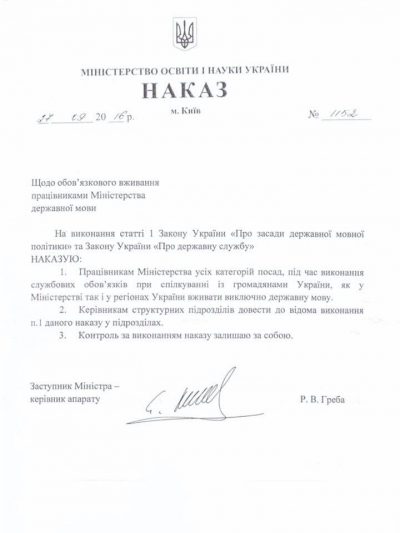 МІНІСТЕРСТВО ОСВІТИ І НАУКИ УКРАЇНИ
НАКАЗ
м. Київ
27 09 2016 р. № 1152
Щодо обов’язкового вживання
працівниками Міністерства
державної мови
На виконання статті 1 Закону України «Про засади державної мовної
політики» та Закону України «Про державну службу»
НАКАЗУЮ:
1. Працівникам Міністерства усіх категорій посад, під час виконання
службових обов’язків при спілкуванні із громадянами України, як у
Міністерстві так і у регіонах України вживати виключно державну мову.
2. Керівникам структурних підрозділів довести до відома виконання
п.1 даного наказу у підрозділах.
3. Контроль за виконанням наказу залишаю за собою.
Заступник Міністра –
керівник апарату Р. В. Греба